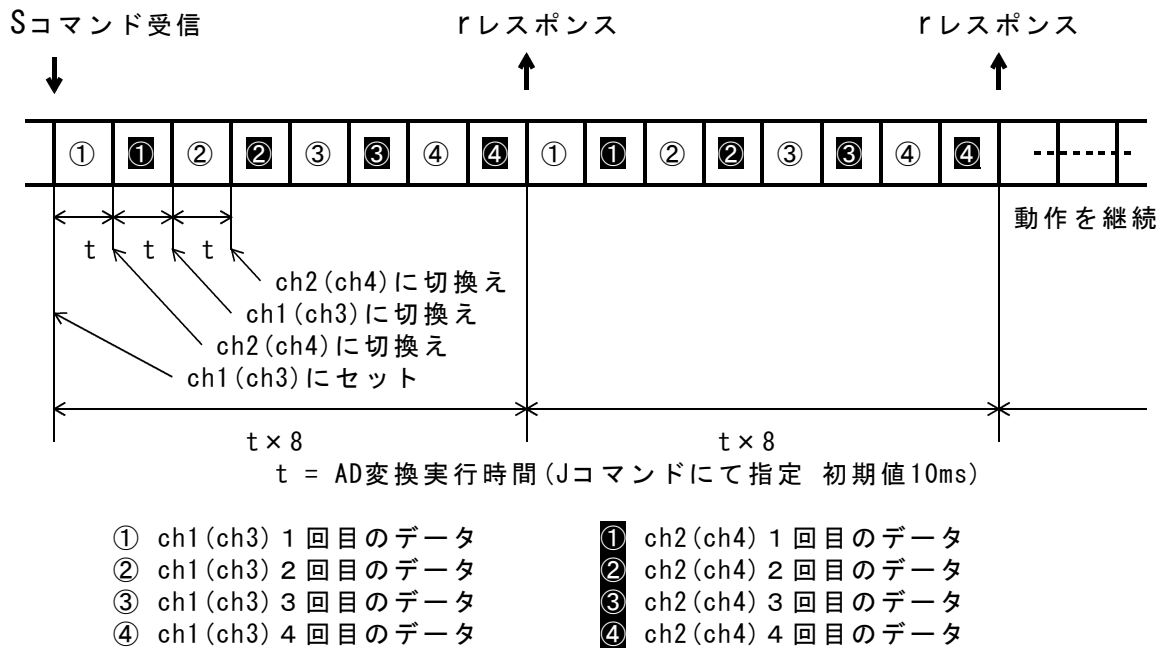 Sコマンド受信 rレスポンス rレスポンス
① ❶ ② ❷ ③ ❸ ④ ❹ ① ❶ ② ❷ ③ ❸ ④ ❹
動作を継続
t t t
ch2(ch4)に切換え
ch1(ch3)に切換え
ch2(ch4)に切換え
ch1(ch3)にセット
t×8 t×8
t = AD変換実行時間(Jコマンドにて指定 初期値10ms)
① ch1(ch3)1回目のデータ ❶ ch2(ch4)1回目のデータ
② ch1(ch3)2回目のデータ ❷ ch2(ch4)2回目のデータ
③ ch1(ch3)3回目のデータ ❸ ch2(ch4)3回目のデータ
④ ch1(ch3)4回目のデータ ❹ ch2(ch4)4回目のデータ